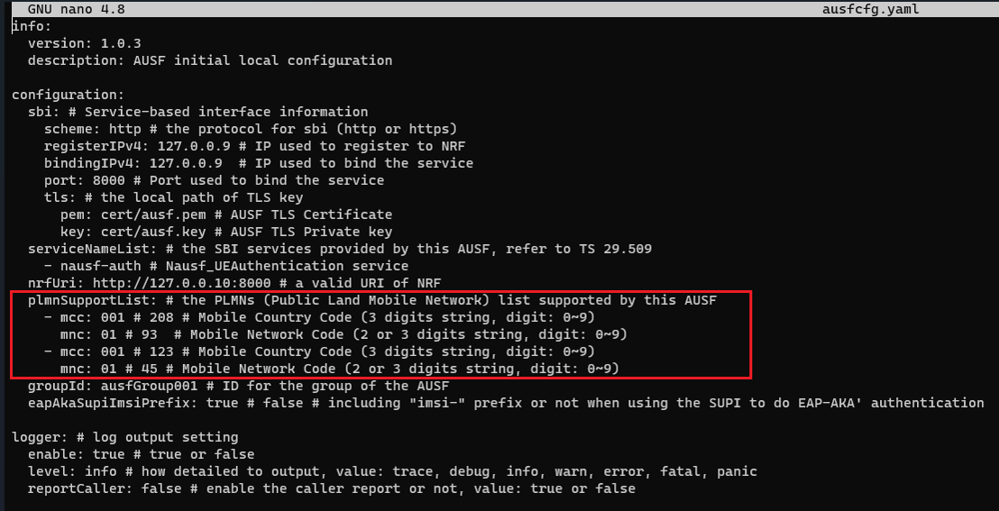 GNU nano 4.8 ausfcfg.yaml
info:
  version: 1.0.3
  description: AUSF initial local configuration

configuration:
  sbi: # Service-based interface information
    scheme: http # the protocol for sbi (http or https)
    registerIPv4: 127.0.0.9 # IP used to register to NRF
    bindingIPv4: 127.0.0.9  # IP used to bind the service
    port: 8000 # Port used to bind the service
    tls: # the local path of TLS key
      pem: cert/ausf.pem # AUSF TLS Certificate
      key: cert/ausf.key # AUSF TLS Private key
  serviceNameList: # the SBI services provided by this AUSF, refer to TS 29.509
    - nausf-auth # Nausf_UEAuthentication service
  nrfUri: http://127.0.0.10:8000 # a valid URI of NRF
  plmnSupportList: # the PLMNs (Public Land Mobile Network) list supported by this AUSF
    - mcc: 001 # 208 # Mobile Country Code (3 digits string, digit: 0~9)
      mnc: 01 # 93  # Mobile Network Code (2 or 3 digits string, digit: 0~9)
    - mcc: 001 # 123 # Mobile Country Code (3 digits string, digit: 0~9)
      mnc: 01 # 45 # Mobile Network Code (2 or 3 digits string, digit: 0~9)
  groupId: ausfGroup001 # ID for the group of the AUSF
  eapAkaSupiImsiPrefix: true # false # including "imsi-" prefix or not when using the SUPI to do EAP-AKA' authentication

logger: # log output setting
  enable: true # true or false
  level: info # how detailed to output, value: trace, debug, info, warn, error, fatal, panic
  reportCaller: false # enable the caller report or not, value: true or false